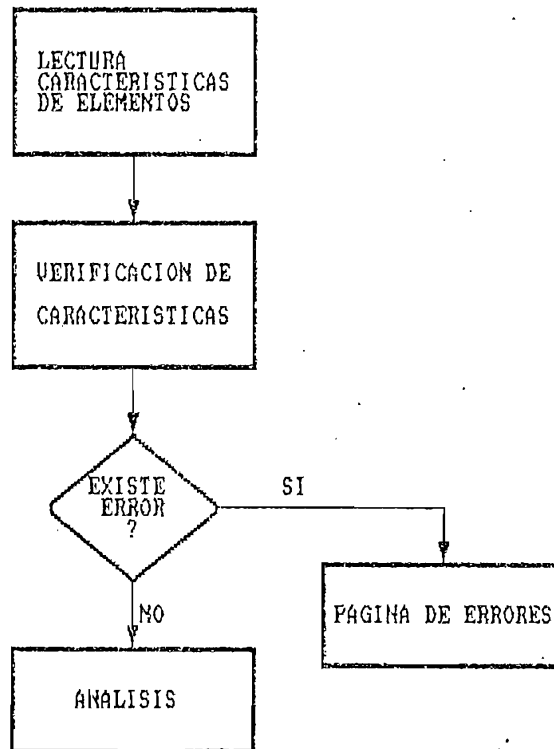 LECTURA
CARACTERISTICAS
DE ELEMENTOS
VERIFICACION DE
CARACTERISTICAS
EXISTE
ERROR
?
SI
NO
PAGINA DE ERRORES
ANALISIS